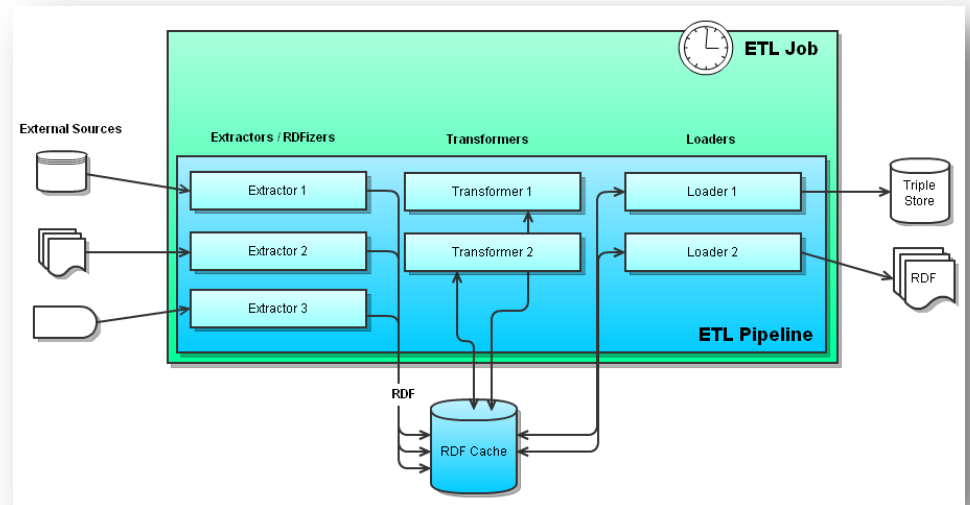 ETL Job
External Sources
Extractors / RDFizers
Transformers
Loaders
Extractor 1
Transformer 1
Loader 1
Triple
Store
Extractor 2
Transformer 2
Loader 2
RDF
Extractor 3
ETL Pipeline
RDF
RDF Cache